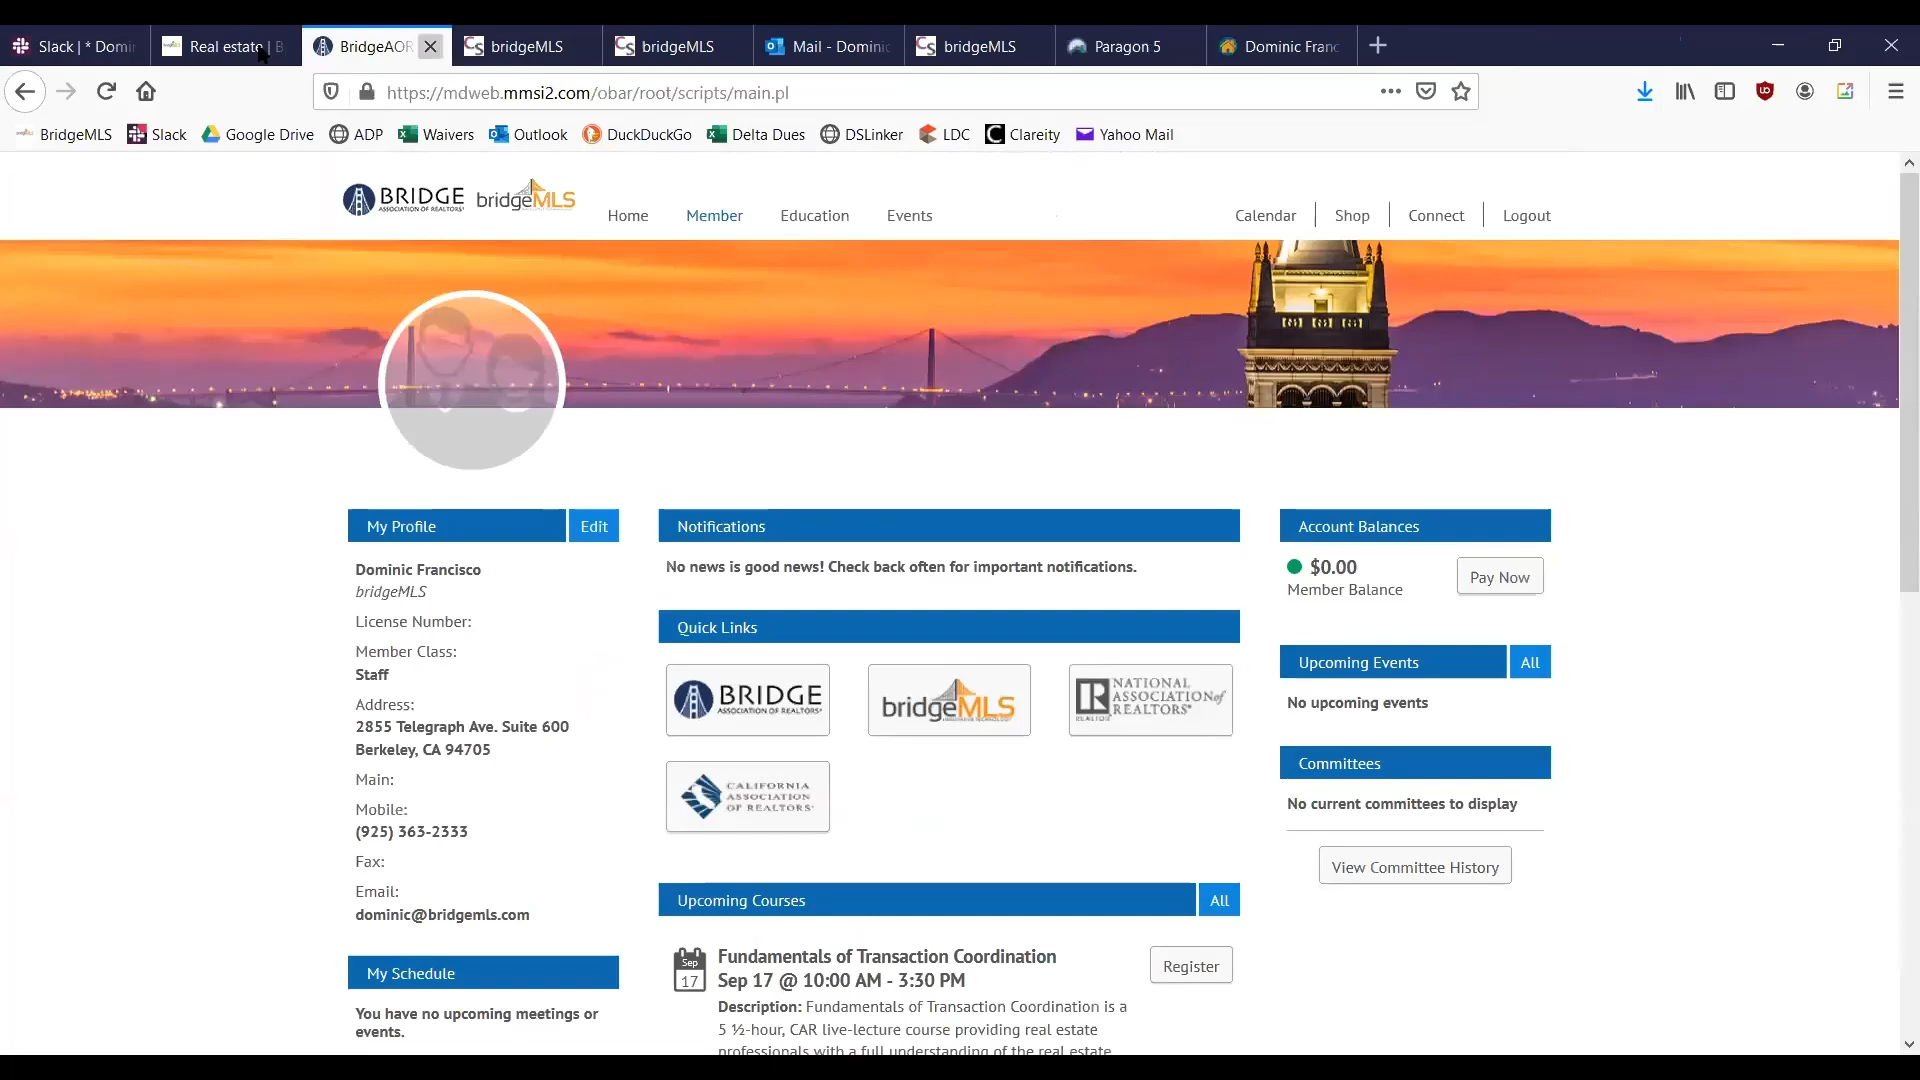 Slack | * Domi
Real estate | B
BridgeAOR
bridgeMLS
bridgeMLS
Mail - Dominic
bridgeMLS
Paragon 5
Dominic Franc
https://mdweb.mmsi2.com/obar/root/scripts/main.pl
BridgeMLS
Slack
Google Drive
ADP
Waivers
Outlook
DuckDuckGo
Delta Dues
DSLinker
LDC
Clareity
Yahoo Mail
BRIDGE
ASSOCIATION OF REALTORS®
bridgeMLS
Home
Member
Education
Events
Calendar
Shop
Connect
Logout
My Profile
Edit
Dominic Francisco
bridgeMLS
License Number:
Member Class:
Staff
Address:
2855 Telegraph Ave. Suite 600
Berkeley, CA 94705
Main:
Mobile:
(925) 363-2333
Fax:
Email:
dominic@bridgemls.com
My Schedule
You have no upcoming meetings or
events.
Notifications
No news is good news! Check back often for important notifications.
Quick Links
BRIDGE
ASSOCIATION OF REALTORS®
bridgeMLS
NATIONAL
ASSOCIATION of
REALTORS®
REALTOR®
CALIFORNIA
ASSOCIATION
OF REALTORS®
Upcoming Courses
All
Sep
17
Fundamentals of Transaction Coordination
Sep 17 @ 10:00 AM - 3:30 PM
Register
Description: Fundamentals of Transaction Coordination is a
5 ½-hour, CAR live-lecture course providing real estate
professionals with a full understanding of the real estate
Account Balances
$0.00
Member Balance
Pay Now
Upcoming Events
All
No upcoming events
Committees
No current committees to display
View Committee History